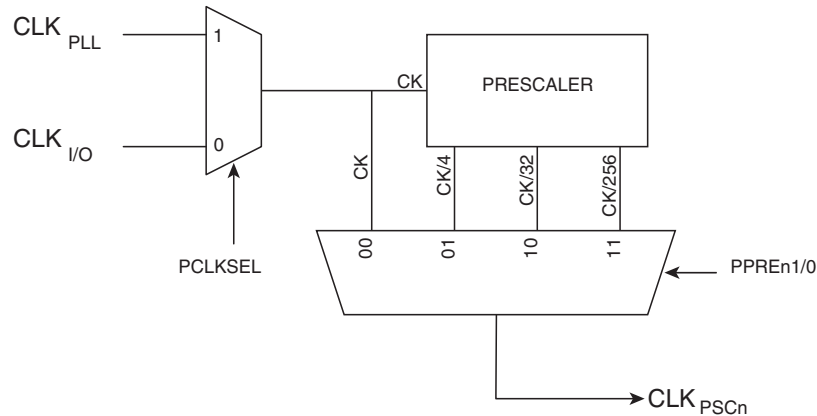 CLK PLL
1
CK
PRESCALER
CLK I/O
0
CK
CK/4
CK/32
CK/256
00
01
10
11
PCLKSEL
PPREn1/0
CLK PSCn